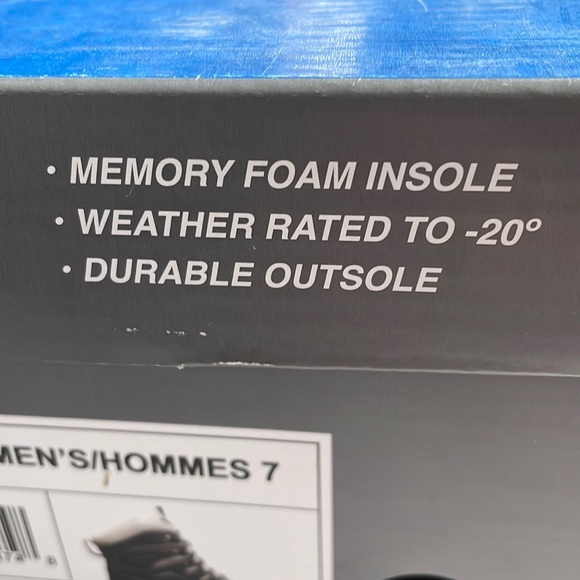 • MEMORY FOAM INSOLE
• WEATHER RATED TO -20°
• DURABLE OUTSOLE
MEN'S/HOMMES 7